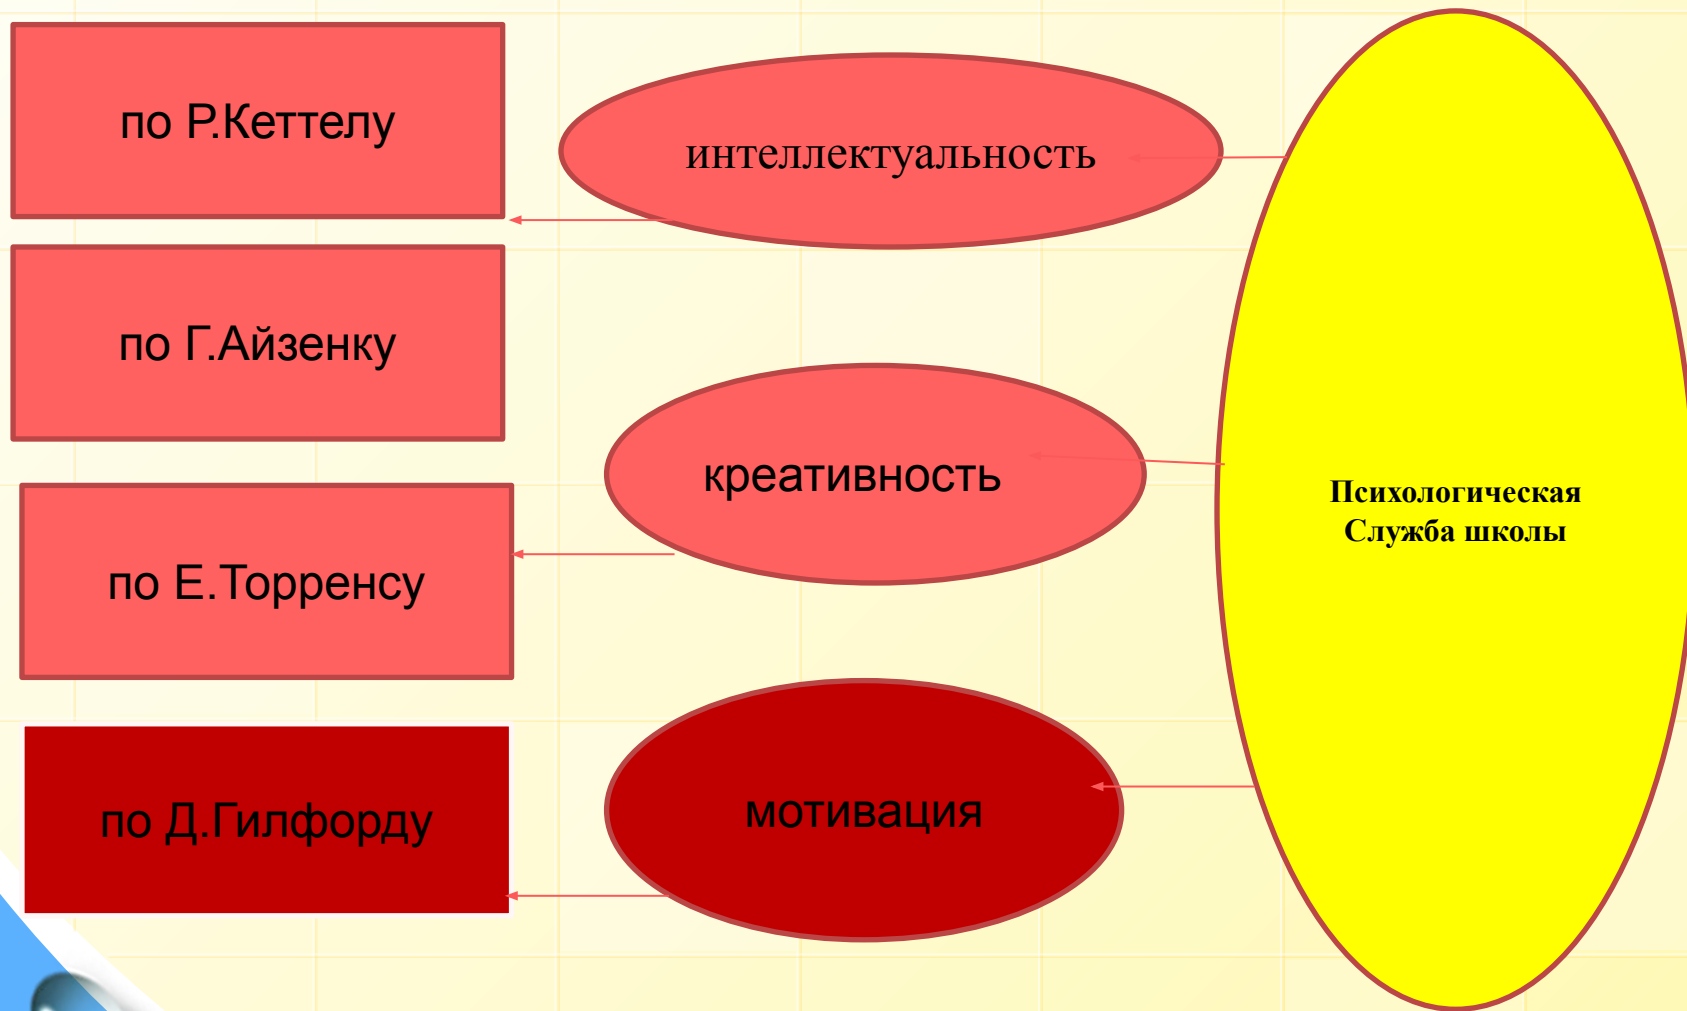 по Р.Кеттелу
интеллектуальность
по Г.Айзенку
креативность
Психологическая
Служба школы
по Е.Торренсу
по Д.Гилфорду
мотивация